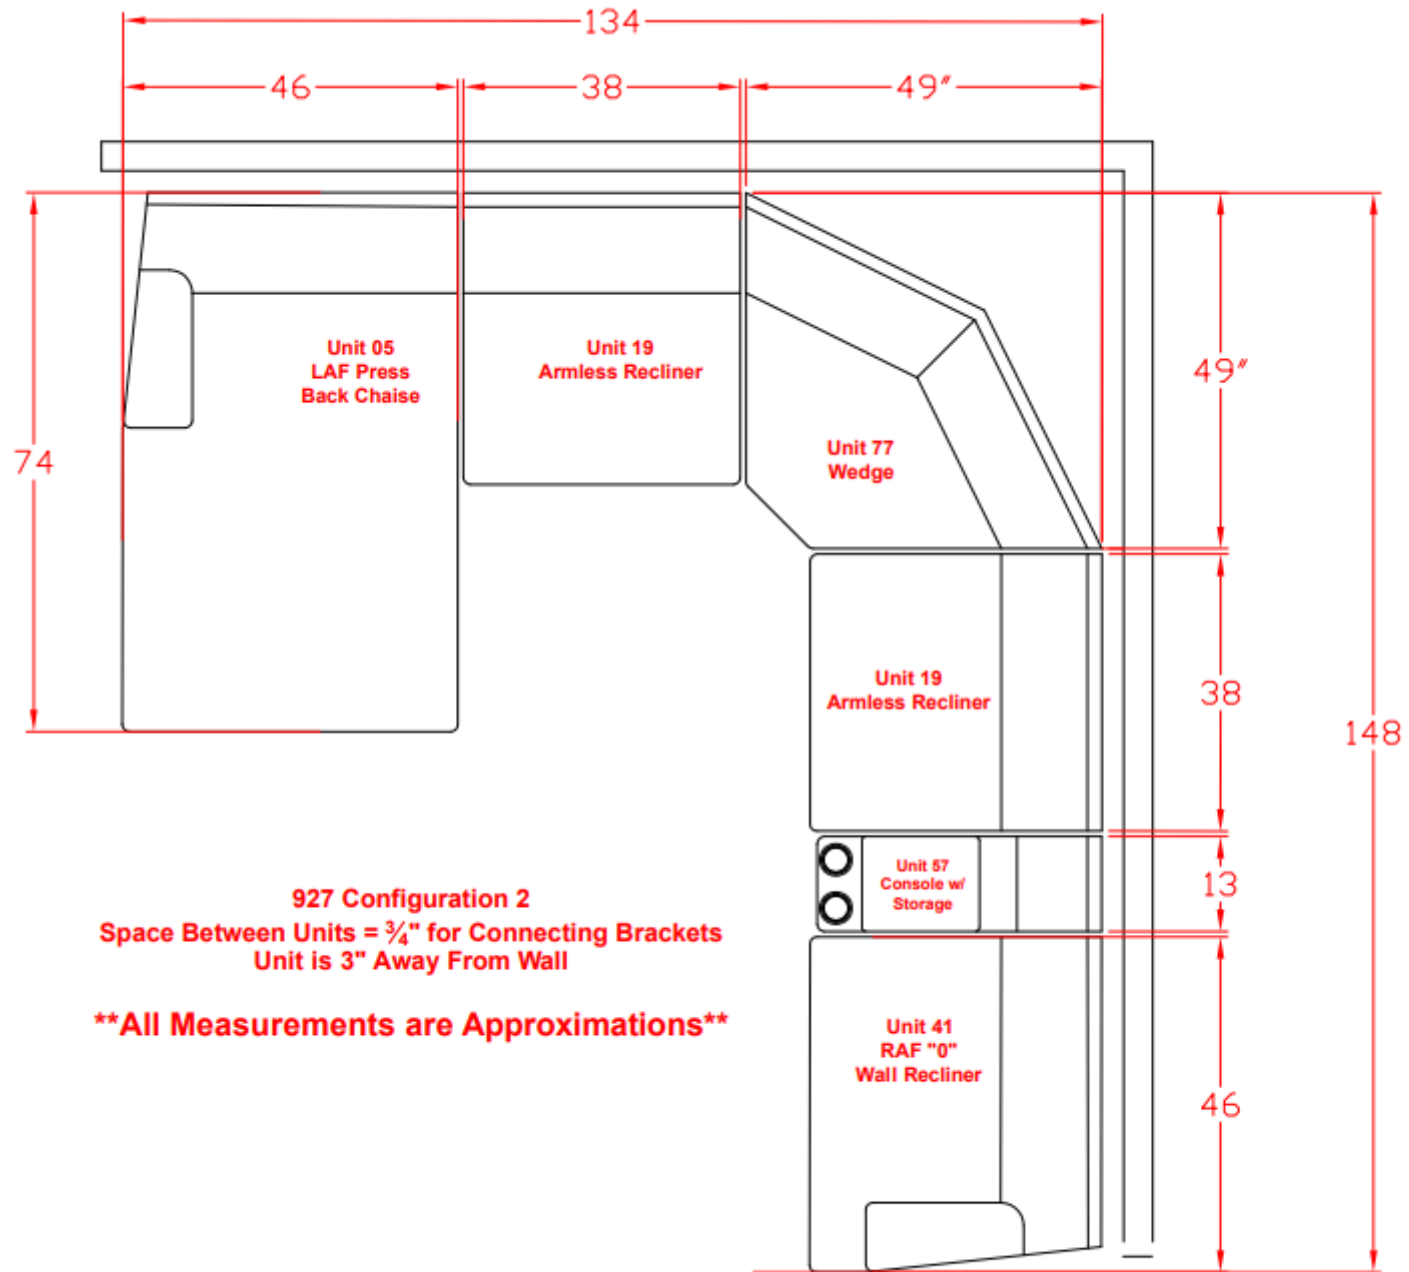 134
46
38
49"
Unit 05
LAF Press
Back Chaise
Unit 19
Armless Recliner
49"
Unit 77
Wedge
74
Unit 19
Armless Recliner
38
148
Unit 57
Console w/
Storage
13
927 Configuration 2
Space Between Units = ¾" for Connecting Brackets
Unit is 3" Away From Wall
**All Measurements are Approximations**
Unit 41
RAF "0"
Wall Recliner
46